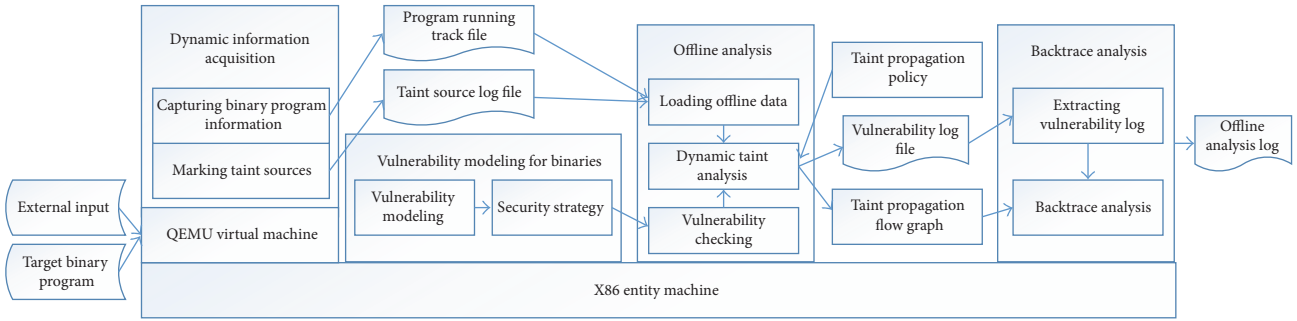 External input
Target binary
program
Dynamic information
acquisition
Capturing binary program
information
Marking taint sources
QEMU virtual machine
Program running
track file
Taint source log file
Vulnerability modeling for binaries
Vulnerability
modeling
Security strategy
Offline analysis
Loading offline data
Dynamic taint
analysis
Vulnerability
checking
Taint propagation
policy
Vulnerability log
file
Taint propagation
flow graph
Backtrace analysis
Extracting
vulnerability log
Backtrace analysis
Offline
analysis log
X86 entity machine